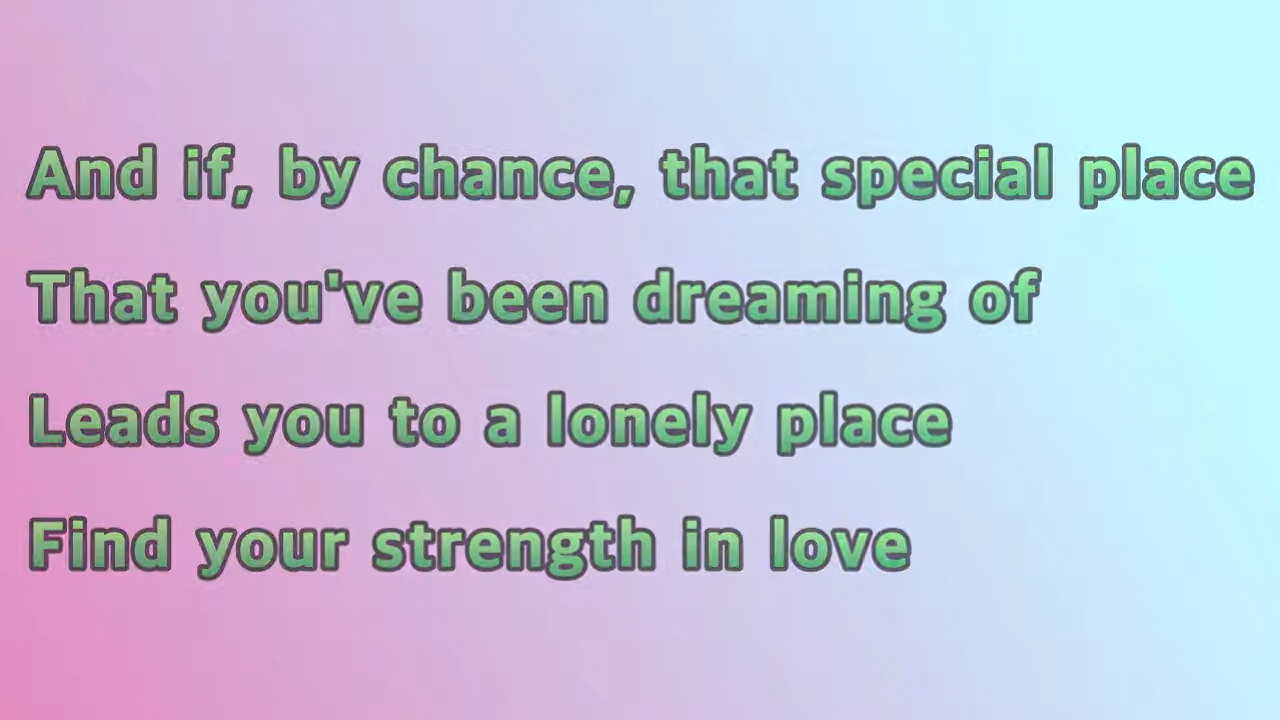 And if, by chance, that special place
That you've been dreaming of
Leads you to a lonely place
Find your strength in love